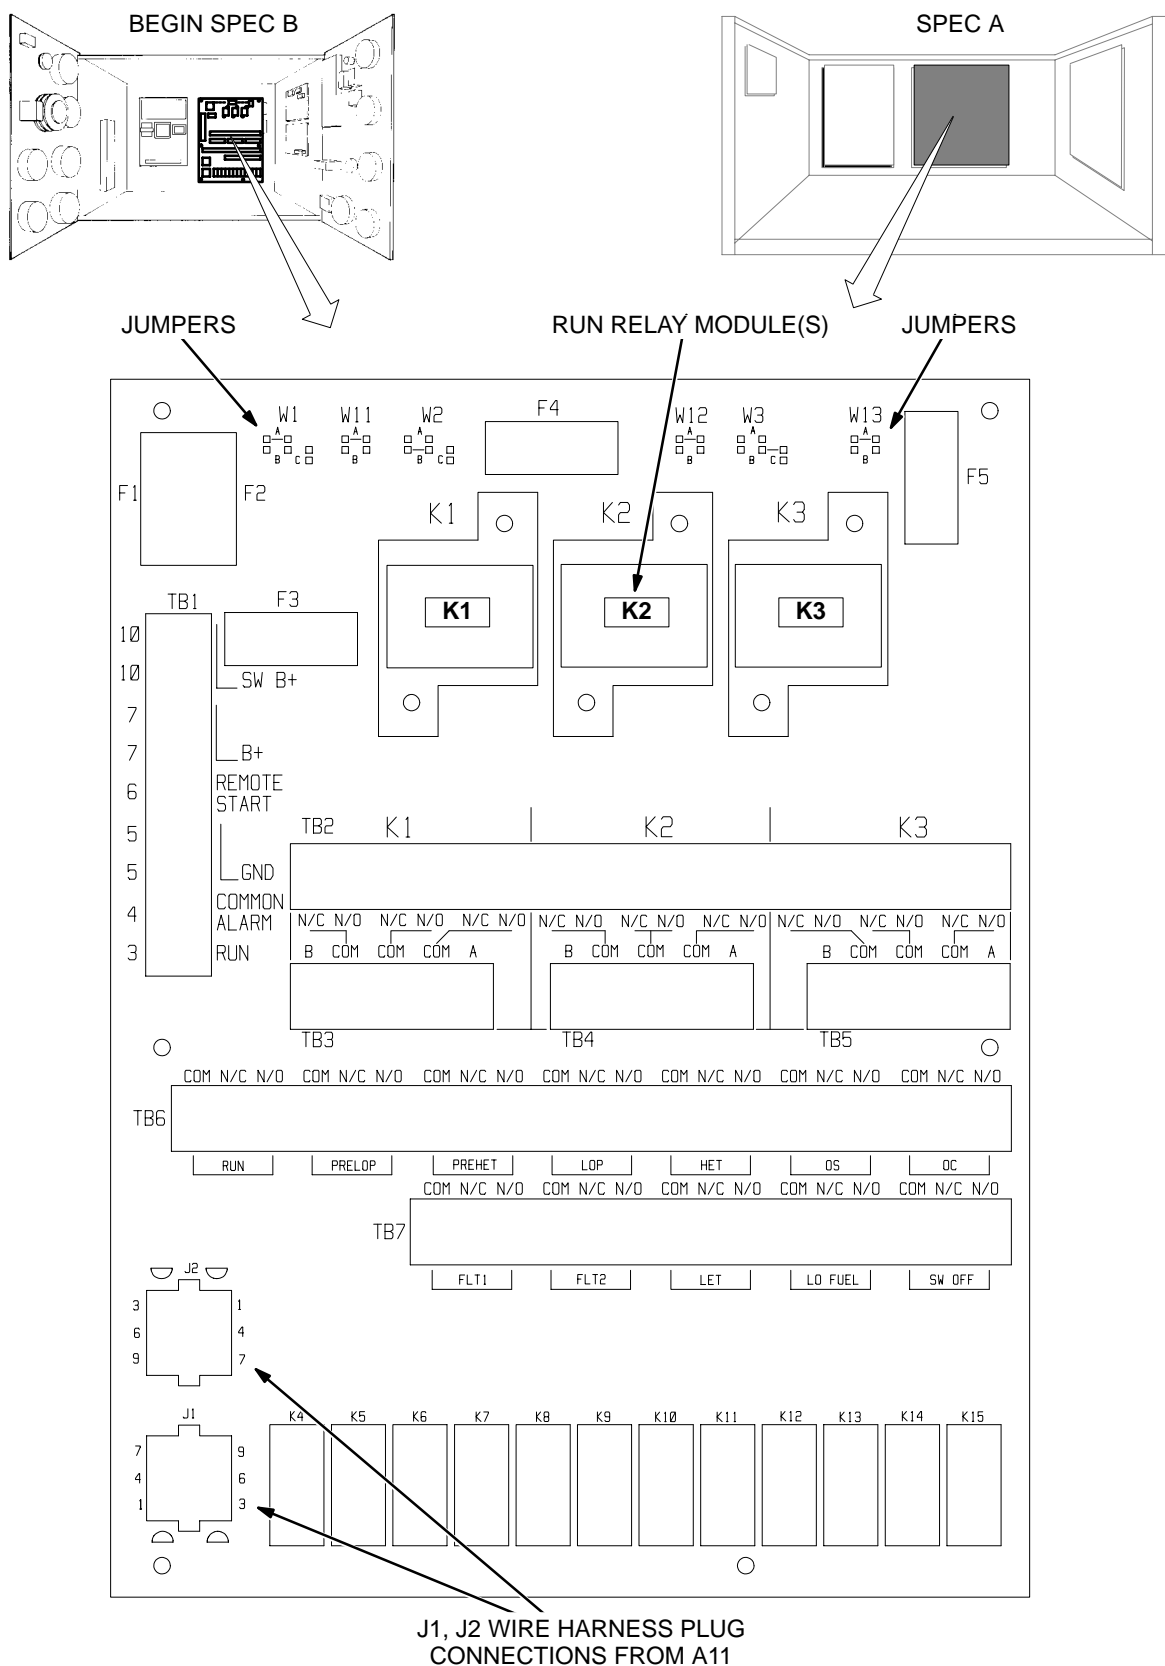 BEGIN SPEC B
SPEC A
JUMPERS
RUN RELAY MODULE(S)
JUMPERS
W1
A
B
C
W11
A
B
W2
A
B
C
F4
W12
A
B
W3
A
B
C
W13
A
B
F1
F2
F5
K1
K2
K3
K1
K2
K3
TB1
F3
10
10
SW B+
7
7
B+
6
REMOTE
START
5
5
GND
4
COMMON
ALARM
3
RUN
TB2
K1
K2
K3
N/C N/O N/C N/O N/C N/O
N/C N/O N/C N/O N/C N/O
N/C N/O N/C N/O N/C N/O
B COM COM COM A
B COM COM COM A
B COM COM COM A
TB3
TB4
TB5
COM N/C N/O COM N/C N/O COM N/C N/O COM N/C N/O COM N/C N/O COM N/C N/O COM N/C N/O
TB6
RUN
PRELOP
PREHET
LOP
HET
OS
OC
COM N/C N/O COM N/C N/O COM N/C N/O COM N/C N/O COM N/C N/O
TB7
FLT1
FLT2
LET
LO FUEL
SW OFF
J2
3 1
6 4
9 7
J1
7 9
4 6
1 3
K4
K5
K6
K7
K8
K9
K10
K11
K12
K13
K14
K15
J1, J2 WIRE HARNESS PLUG
CONNECTIONS FROM A11